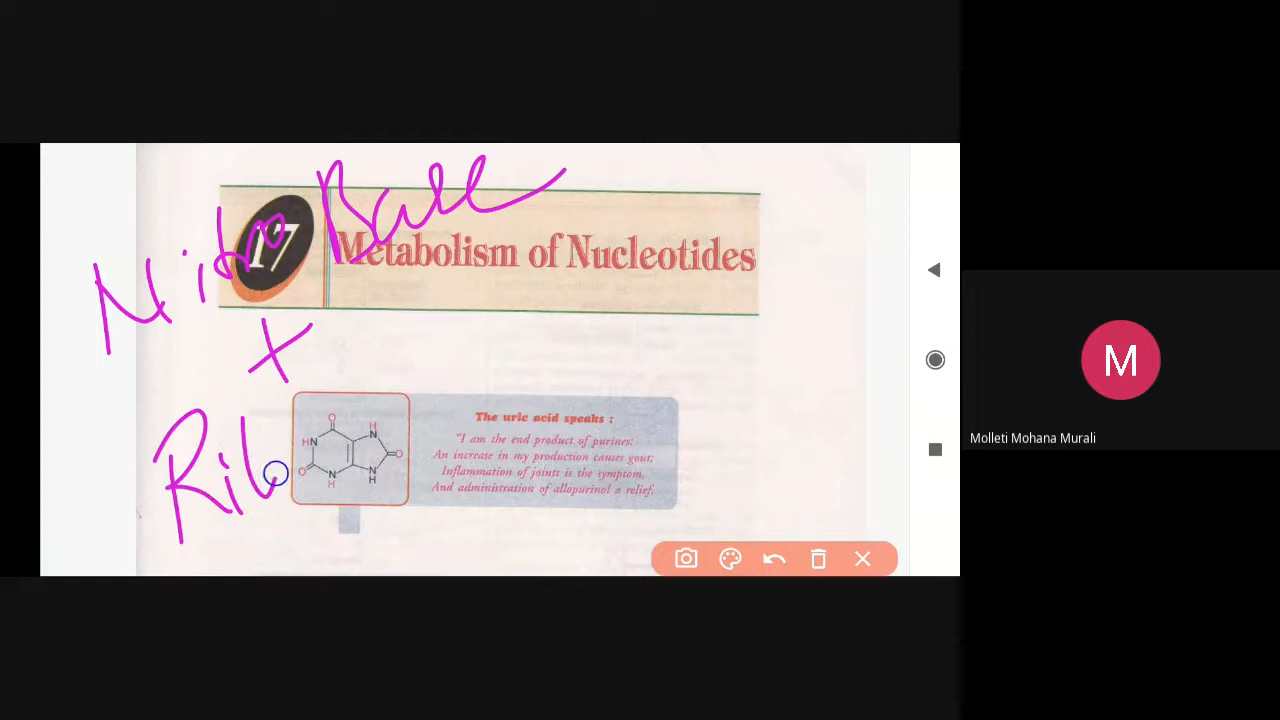 Nitro Base
17
Metabolism of Nucleotides
+
Rib
O
HN
H
N
O
O
N
H
N
H
The uric acid speaks :
"I am the end product of purines;
An increase in my production causes gout;
Inflammation of joints is the symptom,
And administration of allopurinol a relief.
M
Molleti Mohana Murali